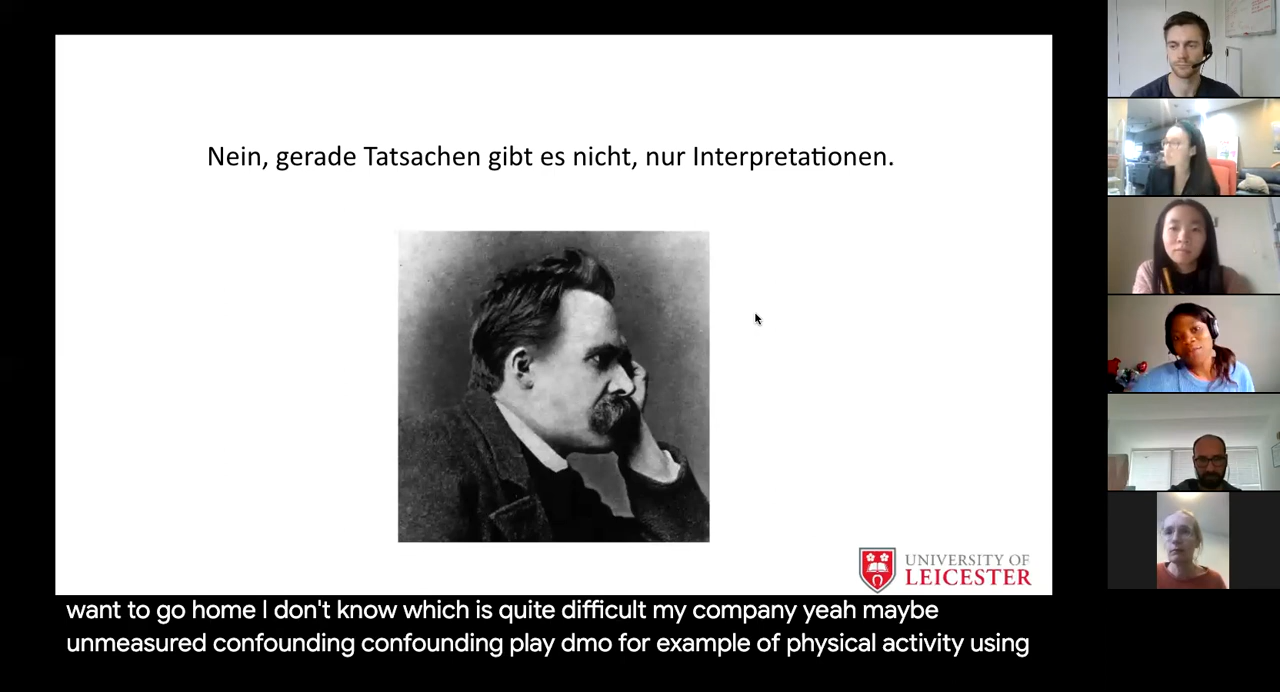 Nein, gerade Tatsachen gibt es nicht, nur Interpretationen.
UNIVERSITY OF
LEICESTER
want to go home I don't know which is quite difficult my company yeah maybe
unmeasured confounding confounding play dmo for example of physical activity using